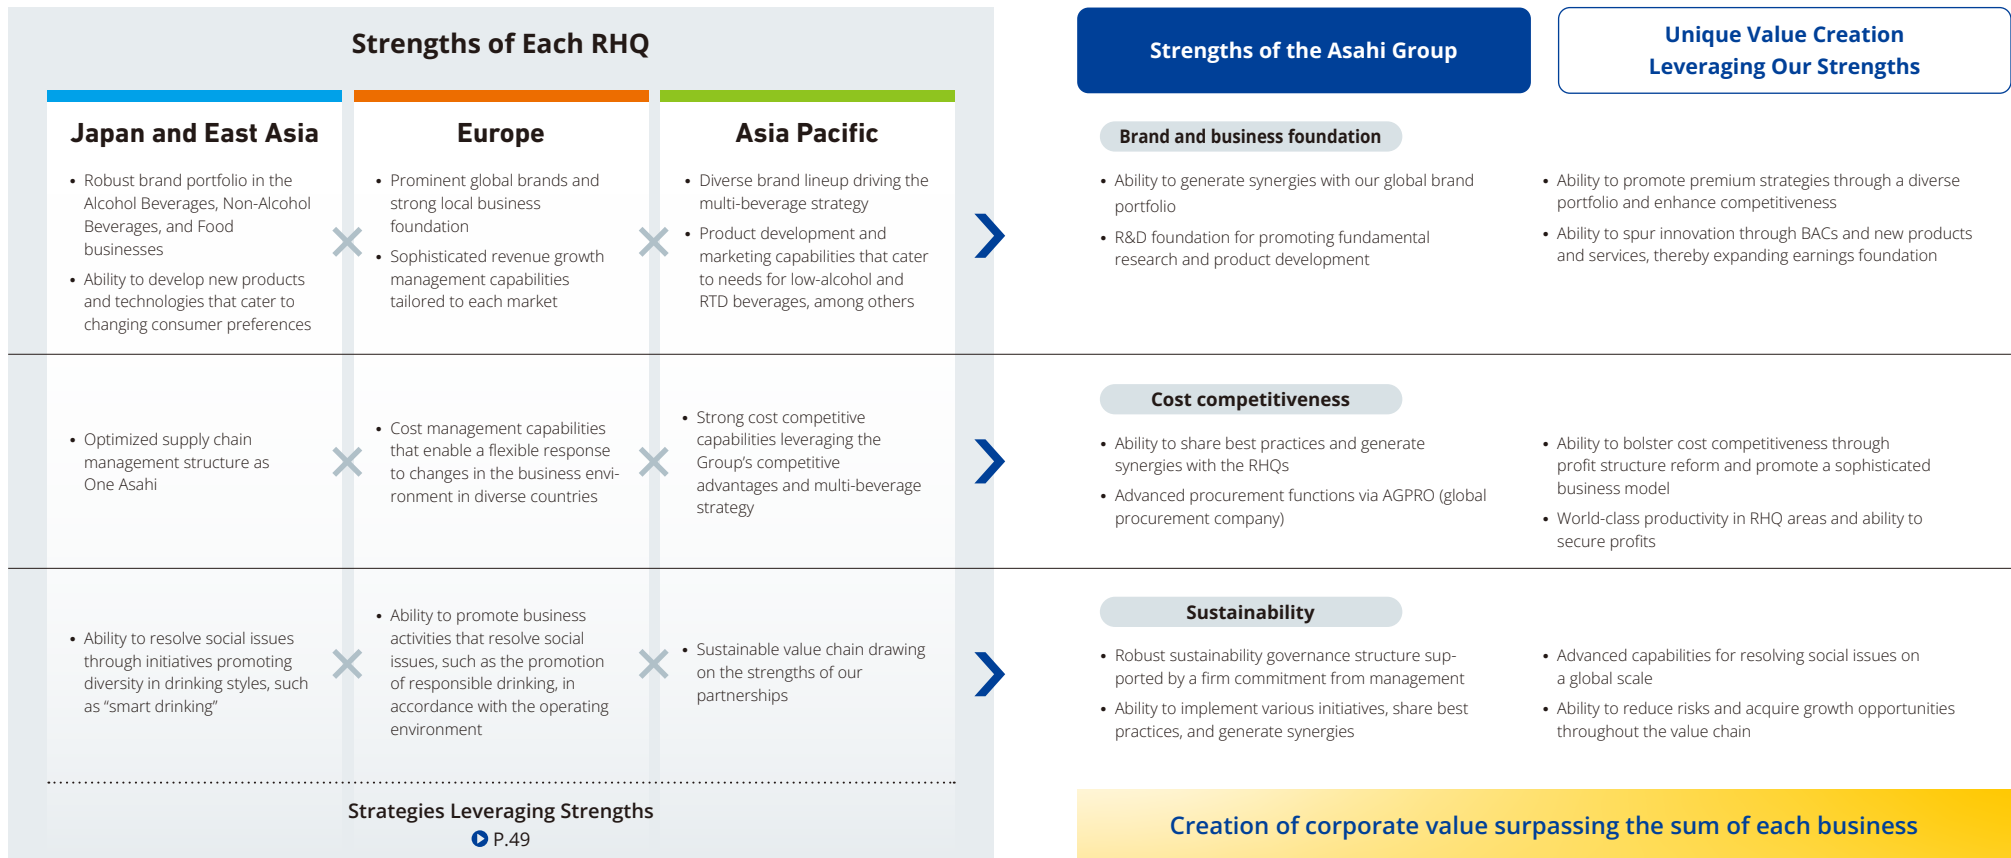 Strengths of Each RHQ
Japan and East Asia
• Robust brand portfolio in the
Alcohol Beverages, Non-Alcohol
Beverages, and Food
businesses
• Ability to develop new products
and technologies that cater to
changing consumer preferences
Europe
• Prominent global brands and
strong local business
foundation
• Sophisticated revenue growth
management capabilities
tailored to each market
Asia Pacific
• Diverse brand lineup driving the
multi-beverage strategy
• Product development and
marketing capabilities that cater
to needs for low-alcohol and
RTD beverages, among others
Strengths of the Asahi Group
Unique Value Creation
Leveraging Our Strengths
Brand and business foundation
• Ability to generate synergies with our global brand
portfolio
• R&D foundation for promoting fundamental
research and product development
• Ability to promote premium strategies through a diverse
portfolio and enhance competitiveness
• Ability to spur innovation through BACs and new products
and services, thereby expanding earnings foundation
• Optimized supply chain
management structure as
One Asahi
• Cost management capabilities
that enable a flexible response
to changes in the business envi-
ronment in diverse countries
• Strong cost competitive
capabilities leveraging the
Group's competitive
advantages and multi-beverage
strategy
Cost competitiveness
• Ability to share best practices and generate
synergies with the RHQs
• Advanced procurement functions via AGPRO (global
procurement company)
• Ability to bolster cost competitiveness through
profit structure reform and promote a sophisticated
business model
• World-class productivity in RHQ areas and ability to
secure profits
• Ability to resolve social issues
through initiatives promoting
diversity in drinking styles, such
as “smart drinking”
• Ability to promote business
activities that resolve social
issues, such as the promotion
of responsible drinking, in
accordance with the operating
environment
• Sustainable value chain drawing
on the strengths of our
partnerships
Sustainability
• Robust sustainability governance structure sup-
ported by a firm commitment from management
• Ability to implement various initiatives, share best
practices, and generate synergies
• Advanced capabilities for resolving social issues on
a global scale
• Ability to reduce risks and acquire growth opportunities
throughout the value chain
Strategies Leveraging Strengths
P.49
Creation of corporate value surpassing the sum of each business